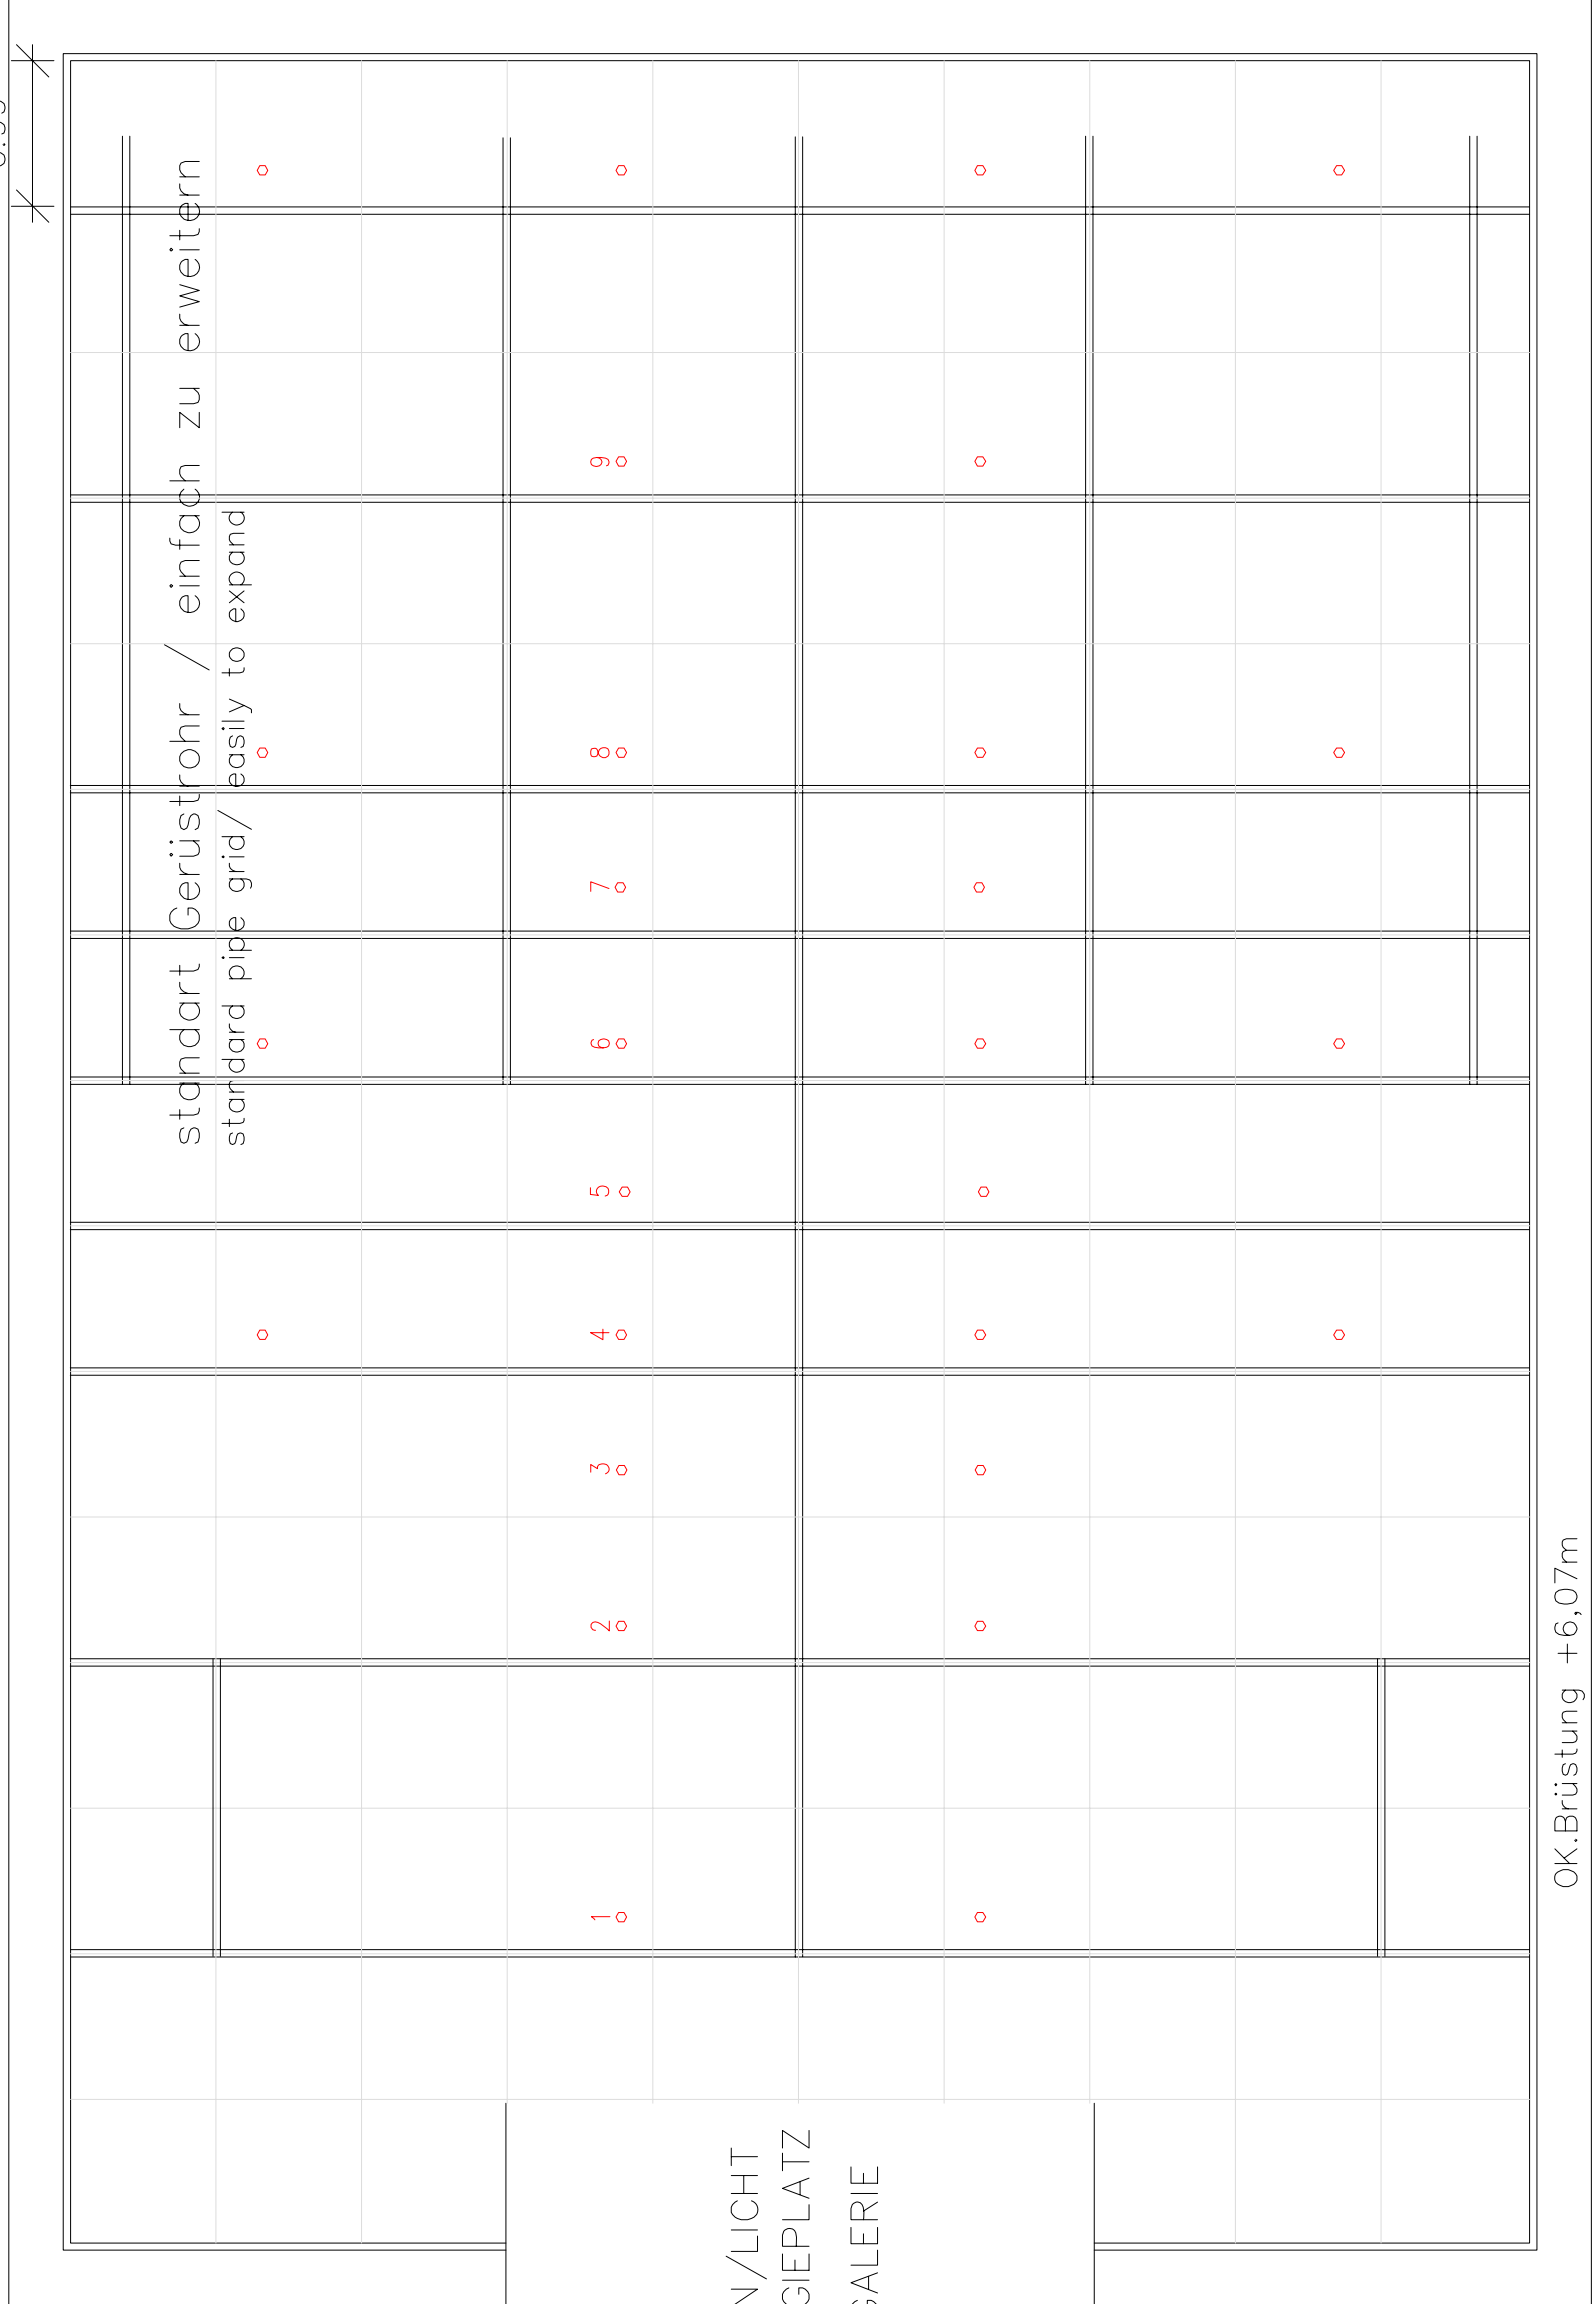 standart Gerüstrohr / einfach zu erweitern
standard pipe grid/ easily to expand
9
8
7
6
5
4
3
2
1
OK.Brüstung +6,07m
N/LICHT
GIEPLATZ
GALERIE